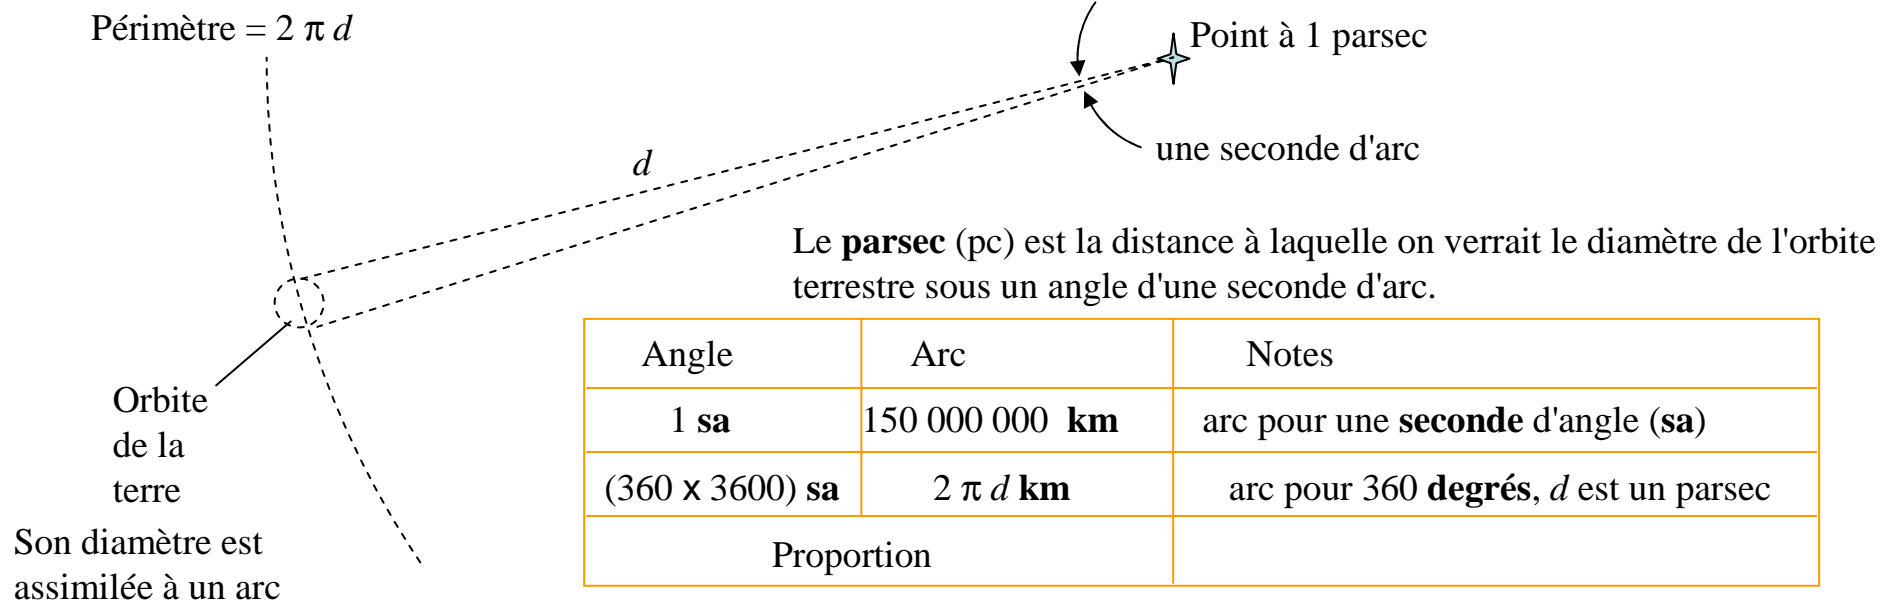 Périmètre = 2 π d
Point à 1 parsec
une seconde d'arc
d
Le parsec (pc) est la distance à laquelle on verrait le diamètre de l'orbite
terrestre sous un angle d'une seconde d'arc.
Orbite
de la
terre
Son diamètre est
assimilée à un arc
Angle Arc Notes
1 sa 150 000 000 km arc pour une seconde d'angle (sa)
(360 x 3600) sa 2 π d km arc pour 360 degrés, d est un parsec
Proportion